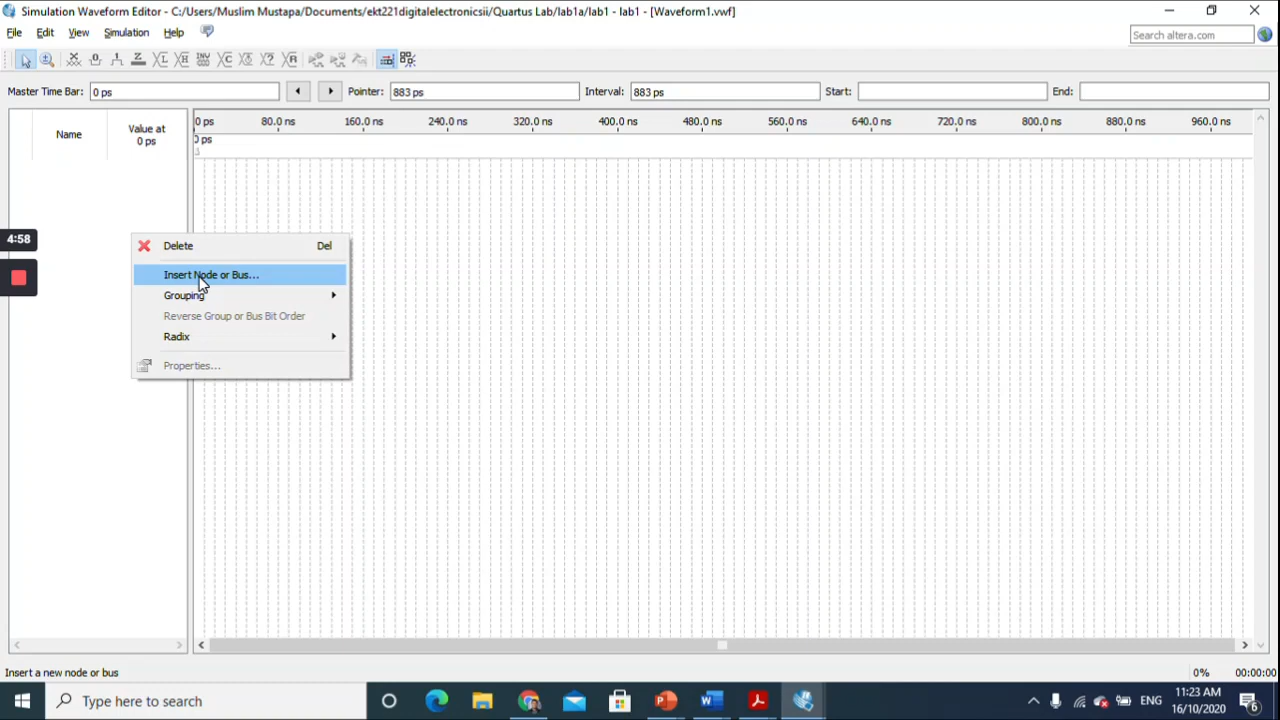 Simulation Waveform Editor - C:/Users/Muslim Mustapa/Documents/ekt221digitalelectronicsii/Quartus Lab/lab1a/lab1 - lab1 - [Waveform1.vwf]
File Edit View Simulation Help
Search altera.com
Master Time Bar: 0 ps Pointer: 883 ps Interval: 883 ps Start: End:
Name
Value at
0 ps
0 ps 80.0 ns 160.0 ns 240.0 ns 320.0 ns 400.0 ns 480.0 ns 560.0 ns 640.0 ns 720.0 ns 800.0 ns 880.0 ns 960.0 ns
0 ps
4:58
Delete Del
Insert Node or Bus...
Grouping
Reverse Group or Bus Bit Order
Radix
Properties...
Insert a new node or bus
0% 00:00:00
Type here to search
ENG
11:23 AM
16/10/2020
6